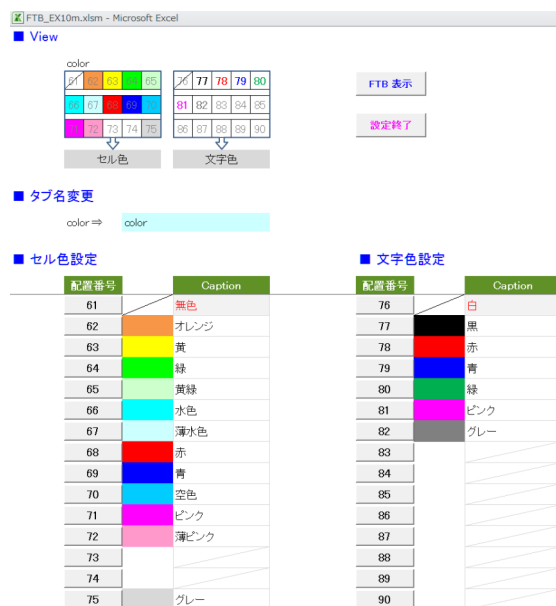 FTB_EX10m.xlsm - Microsoft Excel
■ View
color
61 62 63 64 65
76 77 78 79 80
FTB 表示
66 67 68 69 70
81 82 83 84 85
71 72 73 74 75
86 87 88 89 90
設定終了
セル色
文字色
■ タブ名変更
color⇒ color
■ セル色設定
■ 文字色設定
配置番号 Caption
配置番号 Caption
61 無色
76 白
62 オレンジ
77 黒
63 黄
78 赤
64 緑
79 青
65 黄緑
80 緑
66 水色
81 ピンク
67 薄水色
82 グレー
68 赤
83
69 青
84
70 空色
85
71 ピンク
86
72 薄ピンク
87
73
88
74
89
75 グレー
90